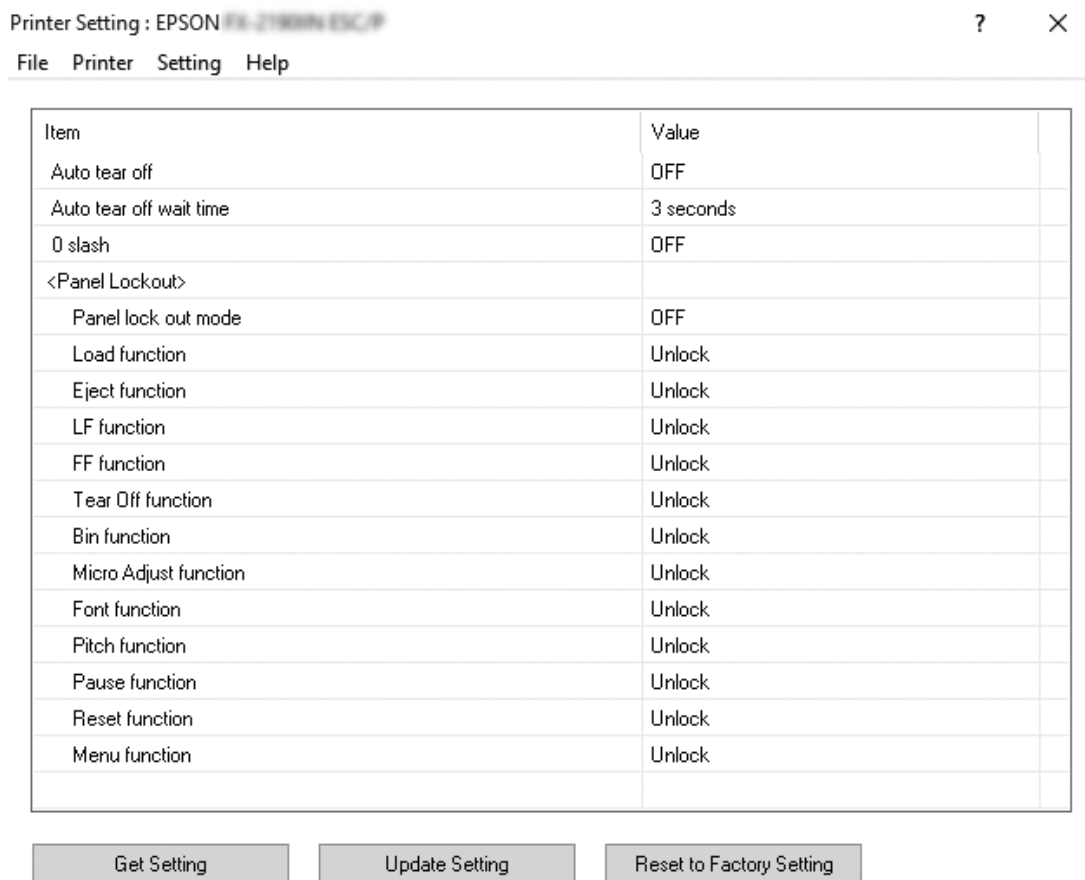 Printer Setting : EPSON
? ×
File Printer Setting Help
Item Value
Auto tear off OFF
Auto tear off wait time 3 seconds
0 slash OFF
<Panel Lockout>
Panel lock out mode OFF
Load function Unlock
Eject function Unlock
LF function Unlock
FF function Unlock
Tear Off function Unlock
Bin function Unlock
Micro Adjust function Unlock
Font function Unlock
Pitch function Unlock
Pause function Unlock
Reset function Unlock
Menu function Unlock
Get Setting Update Setting Reset to Factory Setting